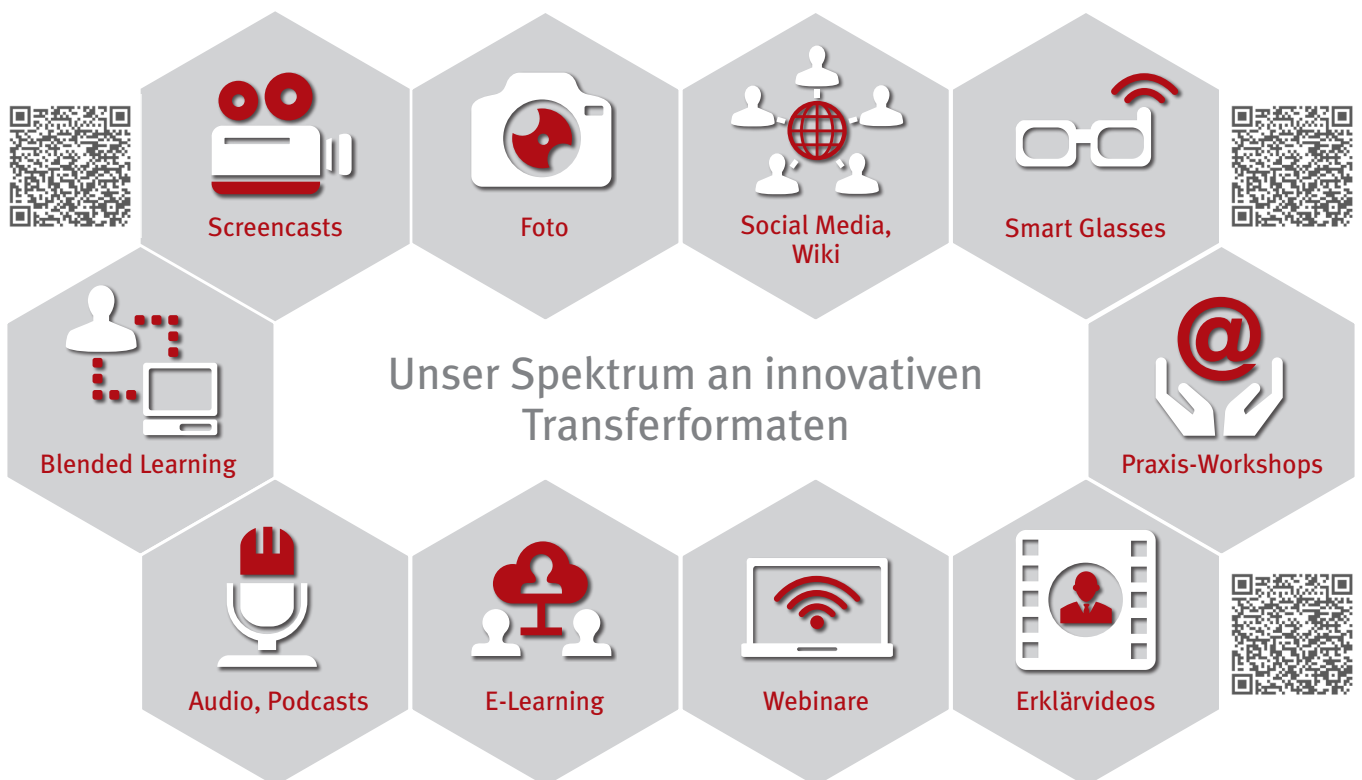 Screencasts
Foto
Social Media,
Wiki
Smart Glasses
Blended Learning
Unser Spektrum an innovativen
Transferformaten
@
Praxis-Workshops
Audio, Podcasts
E-Learning
Webinare
Erklärvideos